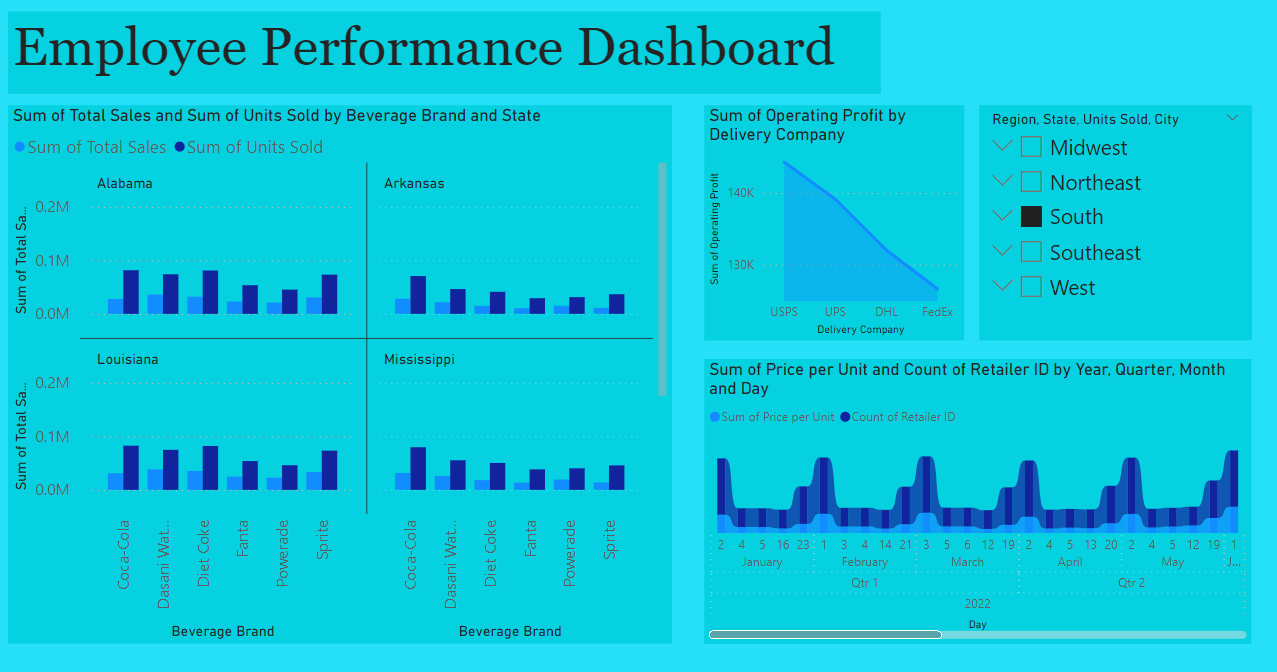 Employee Performance Dashboard
Sum of Total Sales and Sum of Units Sold by Beverage Brand and State
Sum of Total Sales Sum of Units Sold
Alabama Arkansas
Sum of Total Sa...
0.2M
0.1M
0.0M
Louisiana Mississippi
Sum of Total Sa...
0.2M
0.1M
0.0M
Coca-Cola
Dasani Wat...
Diet Coke
Fanta
Powerade
Sprite
Coca-Cola
Dasani Wat...
Diet Coke
Fanta
Powerade
Sprite
Beverage Brand Beverage Brand
Sum of Operating Profit by
Delivery Company
Sum of Operating Profit
140K
130K
USPS UPS DHL FedEx
Delivery Company
Region, State, Units Sold, City
Midwest
Northeast
South
Southeast
West
Sum of Price per Unit and Count of Retailer ID by Year, Quarter, Month
and Day
Sum of Price per Unit Count of Retailer ID
2 4 5 16 23 1 3 4 14 21 3 5 6 12 19 2 4 5 13 20 2 4 5 12 19 1
January February March April May J...
Qtr 1 Qtr 2
2022
Day